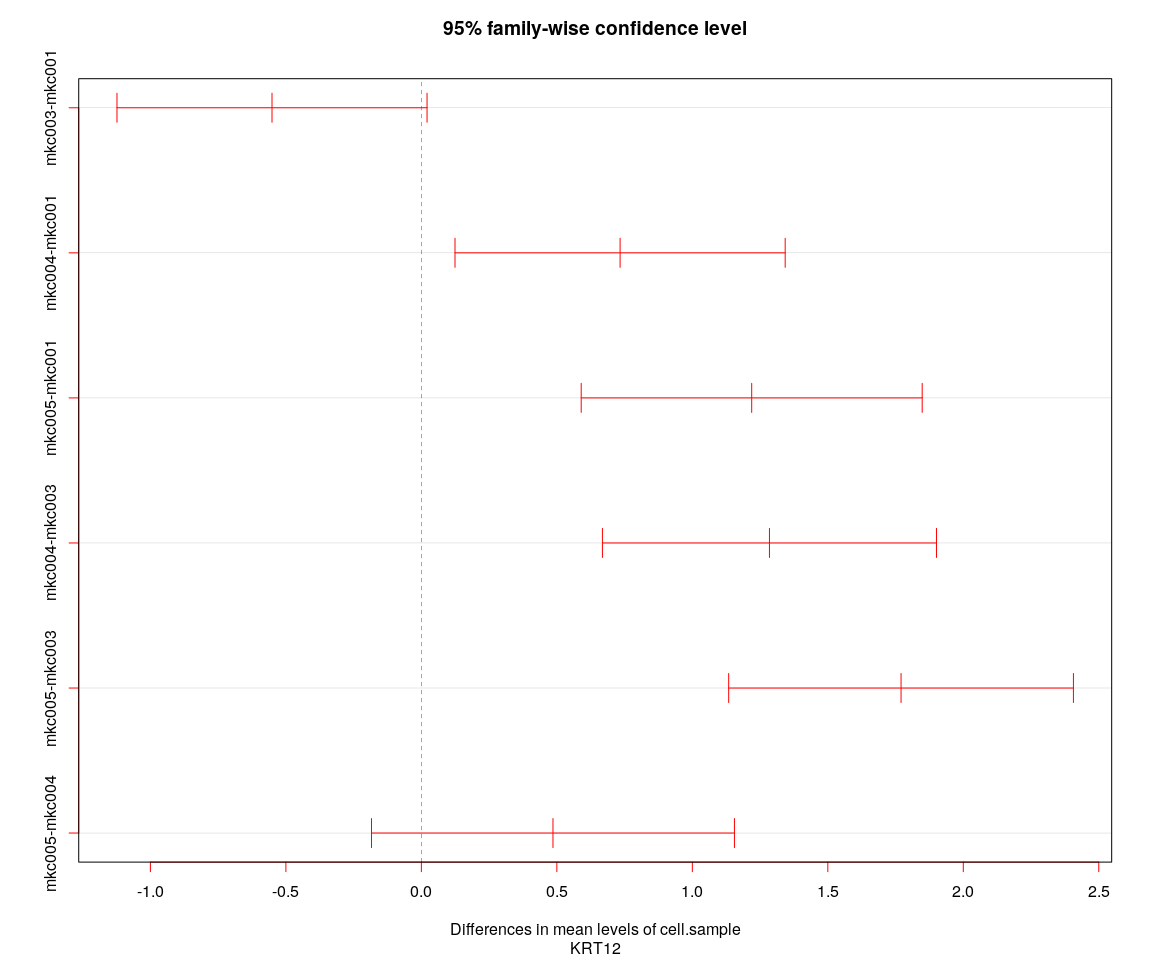 95% family-wise confidence level
mkc003-mkc001
mkc004-mkc001
mkc005-mkc001
mkc004-mkc003
mkc005-mkc003
mkc005-mkc004
-1.0 -0.5 0.0 0.5 1.0 1.5 2.0 2.5
Differences in mean levels of cell.sample
KRT12